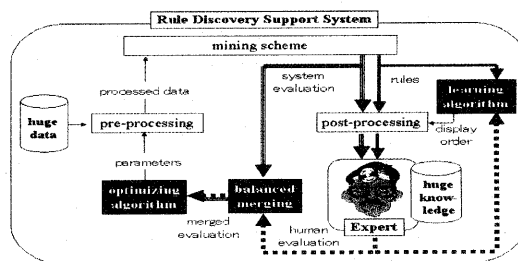 Rule Discovery Support System
mining scheme
processed data
system
evaluation
rules
learning
algorithm
huge
data
pre-processing
post-processing
display
order
parameters
optimizing
algorithm
balanced
merging
huge
know-
ledge
merged
evaluation
human
evaluation
Expert